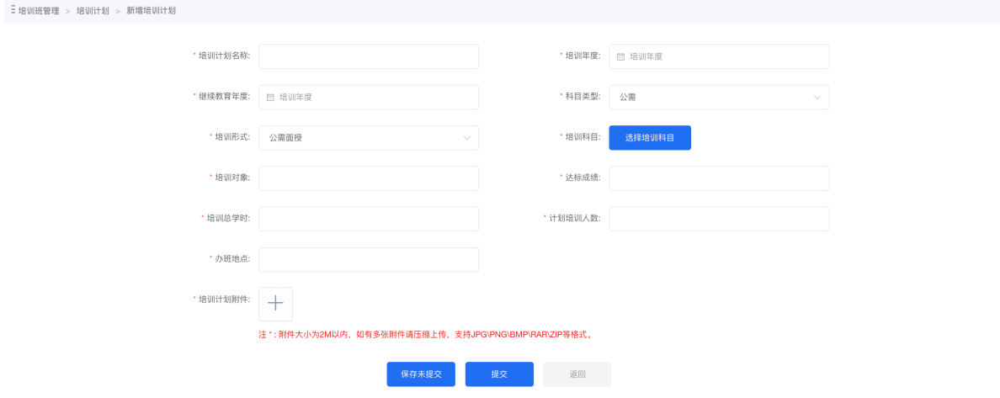 培训班管理 > 培训计划 > 新增培训计划
* 培训计划名称:
* 培训年度: 培训年度
* 继续教育年度: 培训年度
* 科目类型: 公需
* 培训形式: 公需面授
* 培训科目: 选择培训科目
* 培训对象:
* 达标成绩:
* 培训总学时:
* 计划培训人数:
* 办班地点:
* 培训计划附件:
注 * : 附件大小为2M以内，如有多张附件请压缩上传，支持JPG\PNG\BMP\RAR\ZIP等格式。
保存未提交 提交 返回